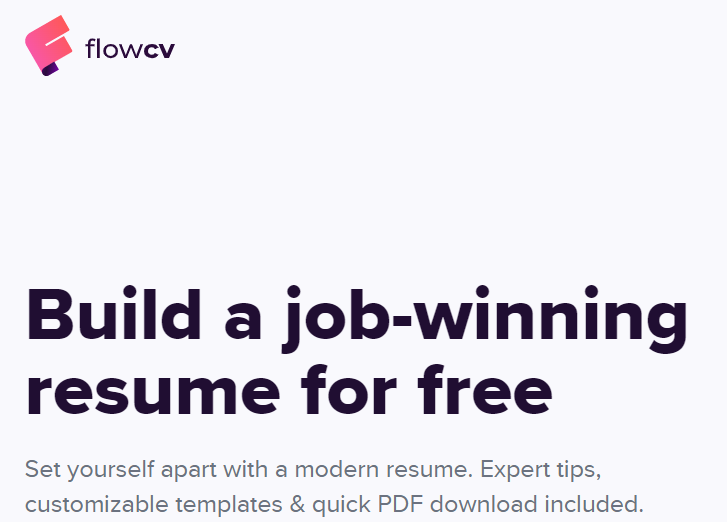 flowcv
Build a job-winning
resume for free
Set yourself apart with a modern resume. Expert tips,
customizable templates & quick PDF download included.